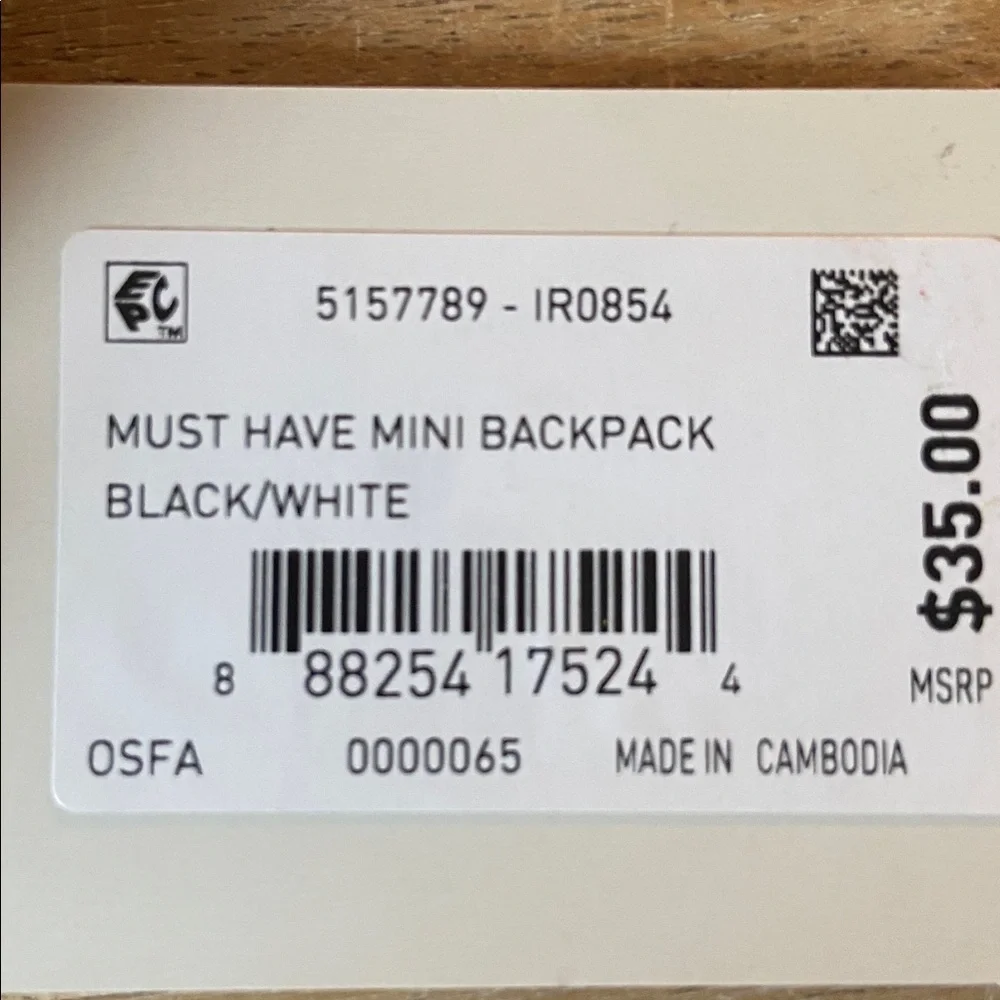 EPC™
5157789 - IR0854
MUST HAVE MINI BACKPACK
BLACK/WHITE
8 88254 17524 4
OSFA 0000065 MADE IN CAMBODIA
$35.00
MSRP